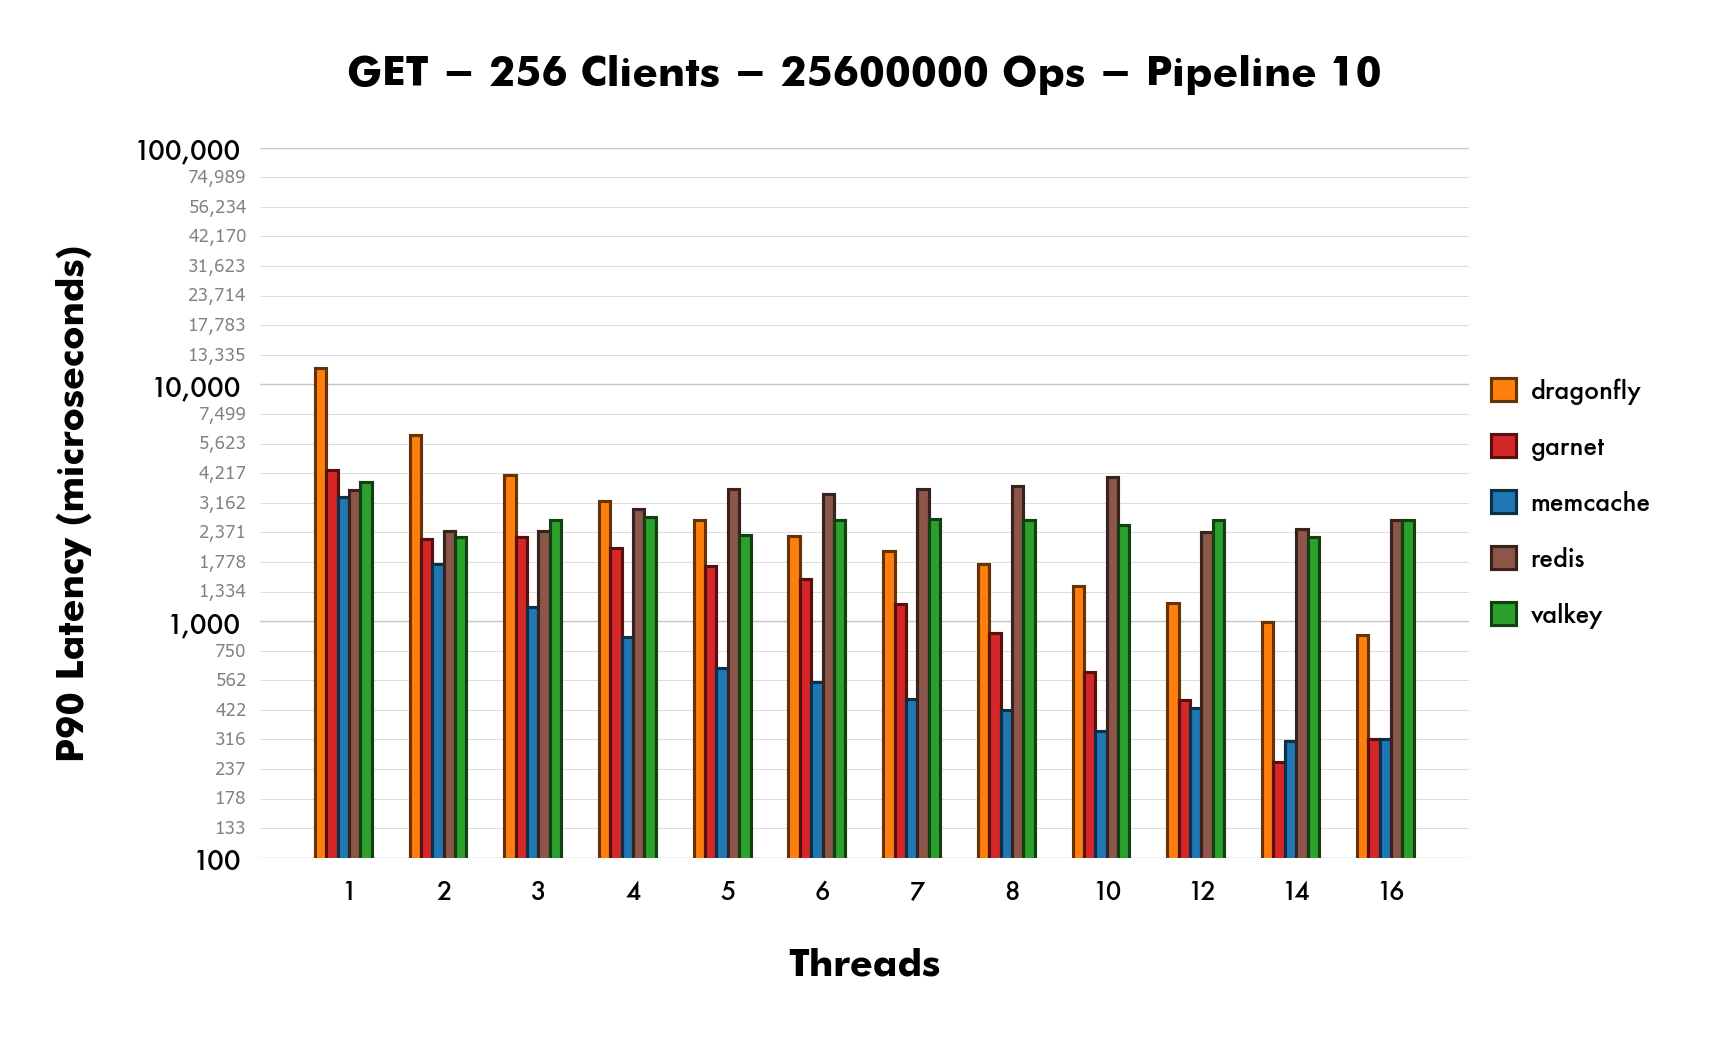 GET – 256 Clients – 25600000 Ops – Pipeline 10
P90 Latency (microseconds)
100,000
74,989
56,234
42,170
31,623
23,714
17,783
13,335
10,000
7,499
5,623
4,217
3,162
2,371
1,778
1,334
1,000
750
562
422
316
237
178
133
100
1 2 3 4 5 6 7 8 10 12 14 16
Threads
dragonfly
garnet
memcache
redis
valkey